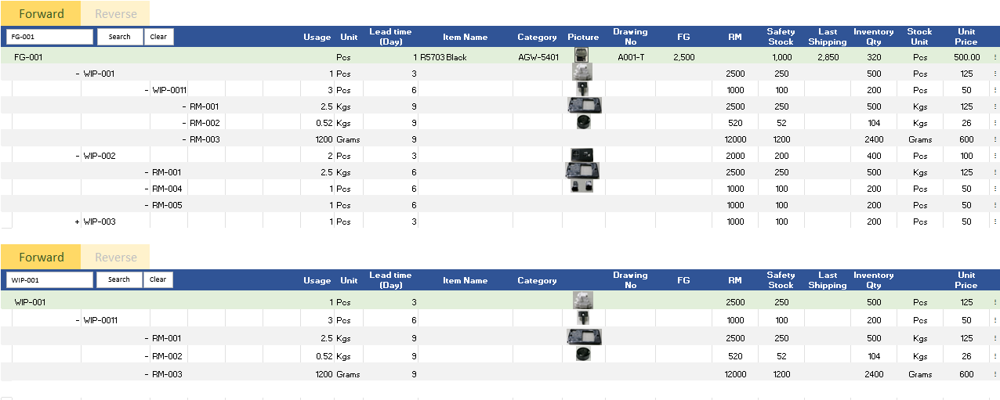 Forward Reverse
FG-001 Search Clear Usage Unit Lead time (Day) Item Name Category Picture Drawing No FG RM Safety Stock Last Shipping Inventory Qty Stock Unit Unit Price
FG-001 Pcs 1 R5703 Black AGW-5401 A001-T 2,500 1,000 2,850 320 Pcs 500.00
- WIP-001 1 Pcs 3 2500 250 500 Pcs 125
- WIP-0011 3 Pcs 6 1000 100 200 Pcs 50
- RM-001 2.5 Kgs 9 2500 250 500 Kgs 125
- RM-002 0.52 Kgs 9 520 52 104 Kgs 26
- RM-003 1200 Grams 9 12000 1200 2400 Grams 600
- WIP-002 2 Pcs 3 2000 200 400 Pcs 100
- RM-001 2.5 Kgs 6 2500 250 500 Kgs 125
- RM-004 1 Pcs 6 1000 100 200 Pcs 50
- RM-005 1 Pcs 6 1000 100 200 Pcs 50
+ WIP-003 1 Pcs 3 1000 100 200 Pcs 50
Forward Reverse
WIP-001 Search Clear Usage Unit Lead time (Day) Item Name Category Drawing No FG RM Safety Stock Last Shipping Inventory Qty Unit Price
WIP-001 1 Pcs 3 2500 250 500 Pcs 125
- WIP-0011 3 Pcs 6 1000 100 200 Pcs 50
- RM-001 2.5 Kgs 9 2500 250 500 Kgs 125
- RM-002 0.52 Kgs 9 520 52 104 Kgs 26
- RM-003 1200 Grams 9 12000 1200 2400 Grams 600